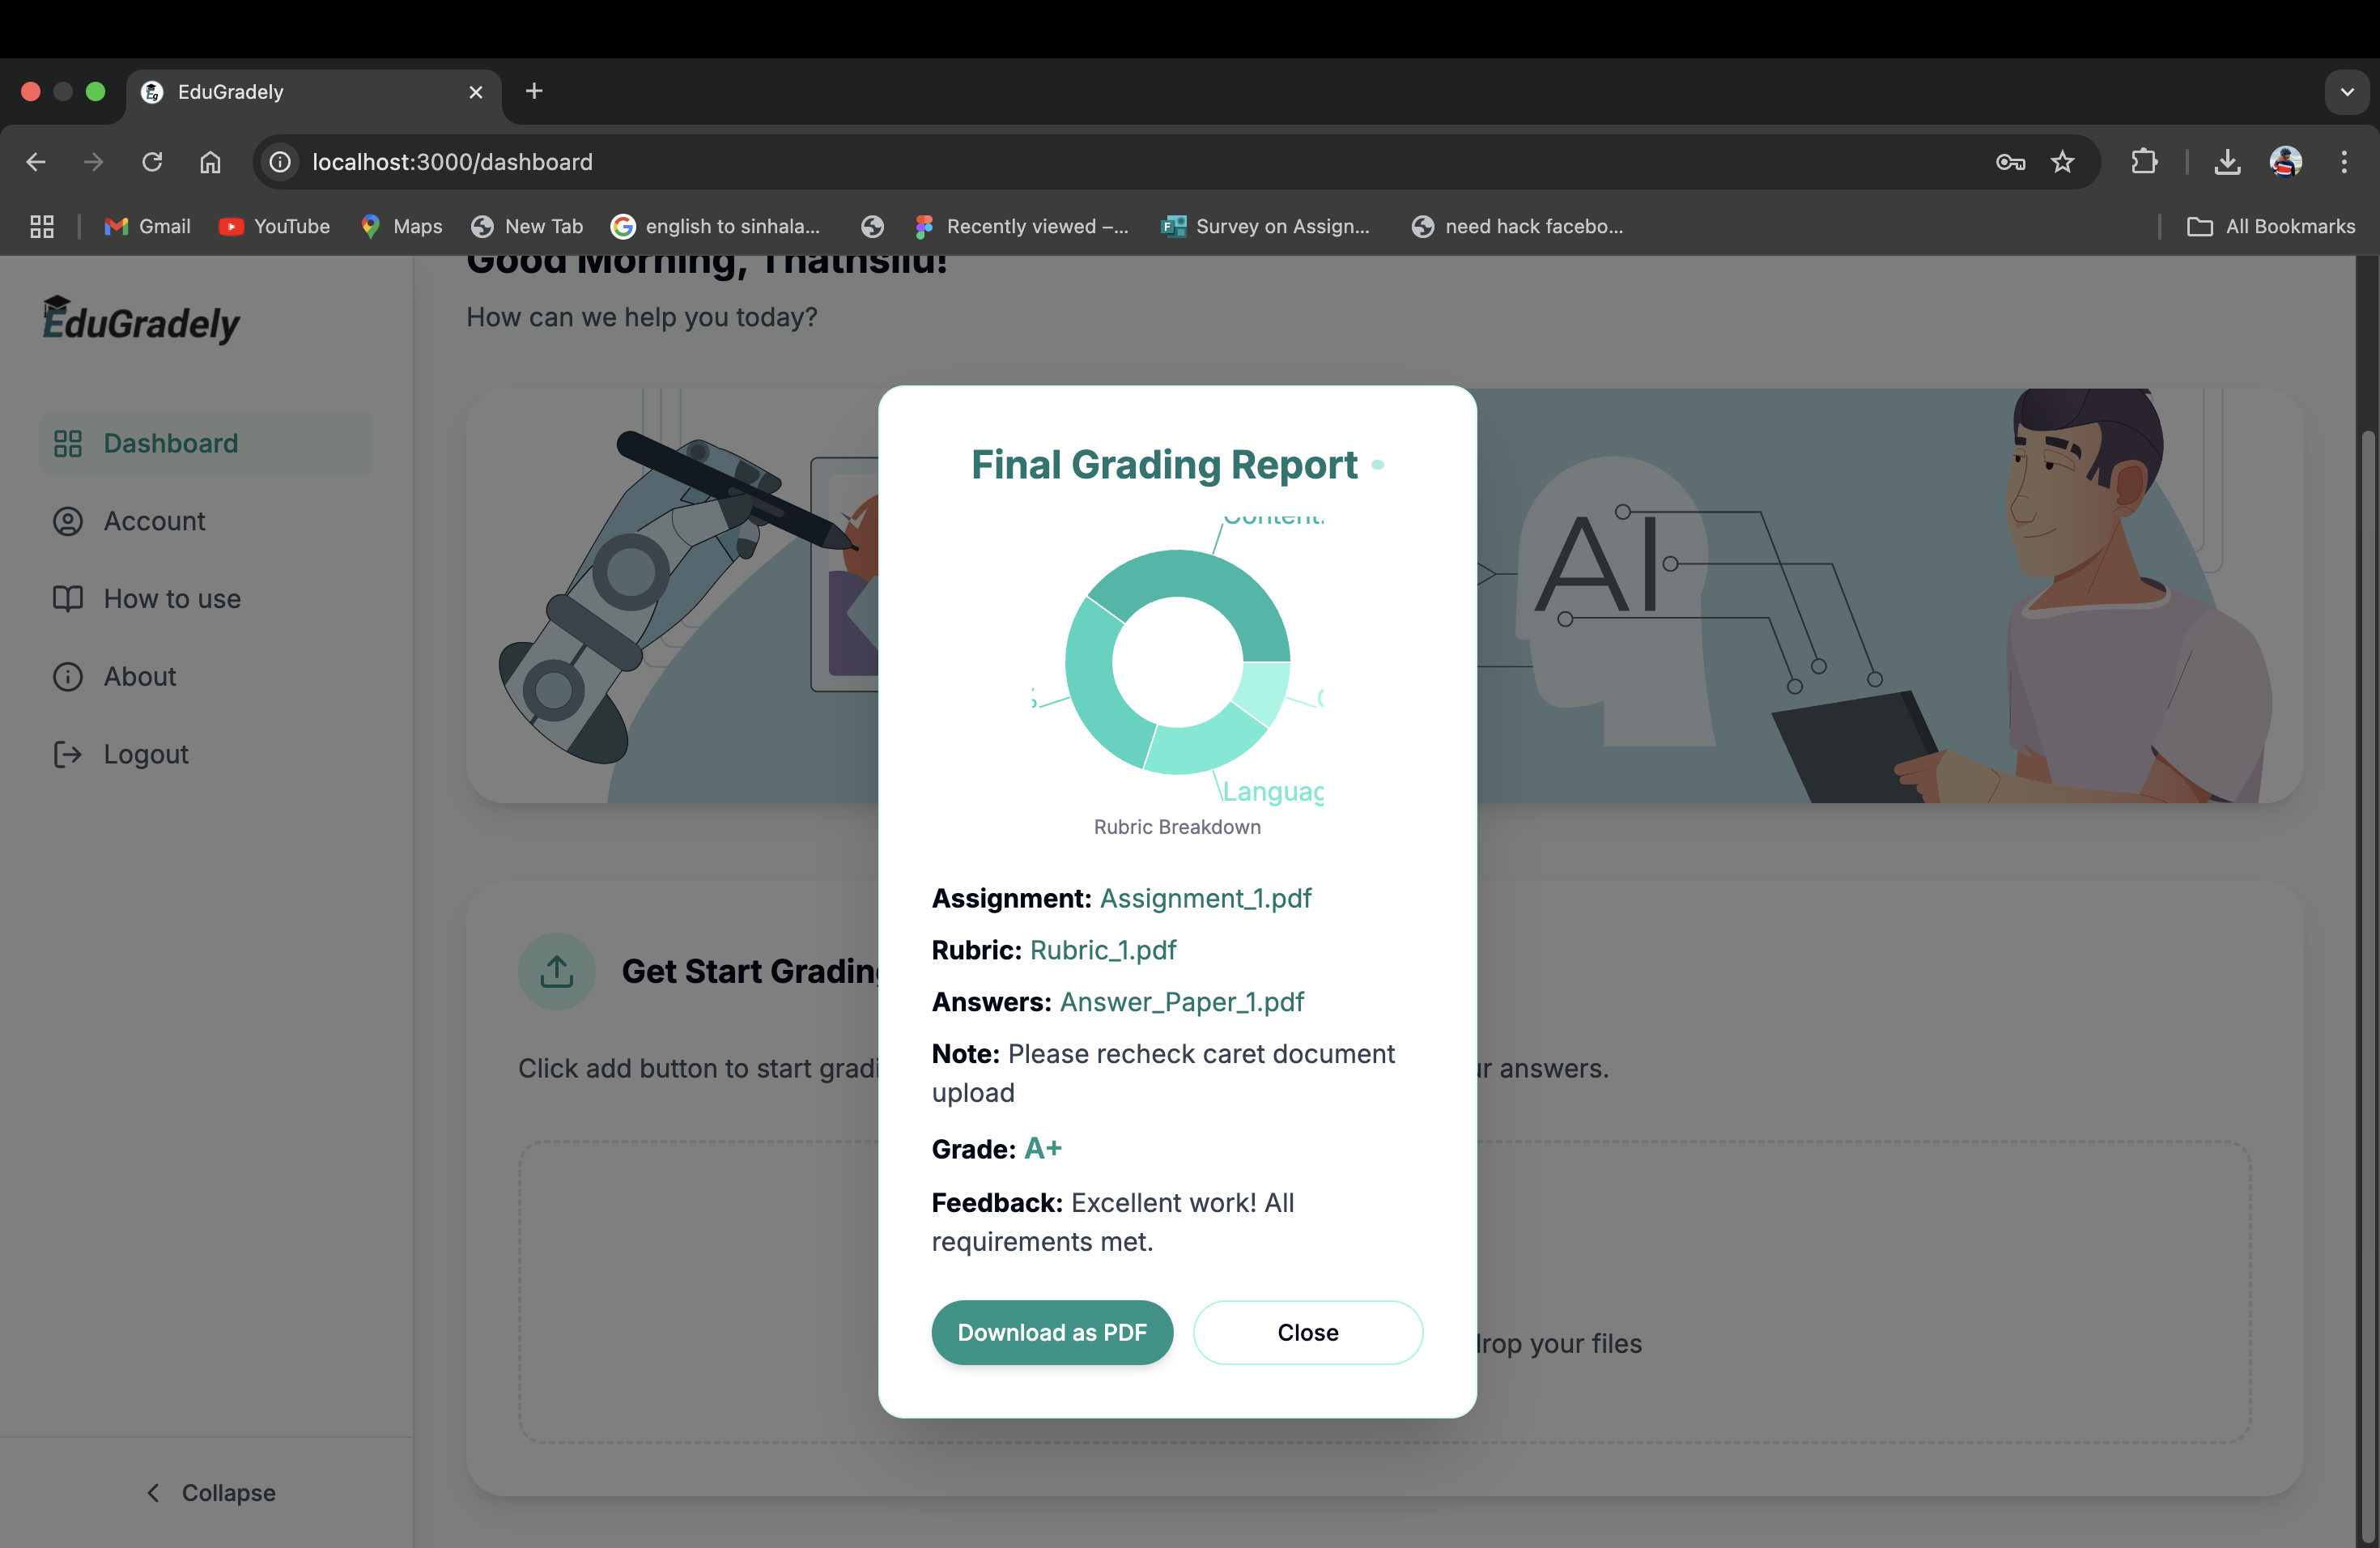 EduGradely
localhost:3000/dashboard
Gmail
YouTube
Maps
New Tab
english to sinhala...
Recently viewed –...
Survey on Assign...
need hack facebo...
All Bookmarks
EduGradely
Good Morning, Thathsilu!
How can we help you today?
Dashboard
Account
How to use
About
Logout
Collapse
AI
Get Start Grading
Click add button to start gradi
ur answers.
drop your files
Final Grading Report
Content:
Languag
Rubric Breakdown
Assignment: Assignment_1.pdf
Rubric: Rubric_1.pdf
Answers: Answer_Paper_1.pdf
Note: Please recheck caret document
upload
Grade: A+
Feedback: Excellent work! All
requirements met.
Download as PDF
Close